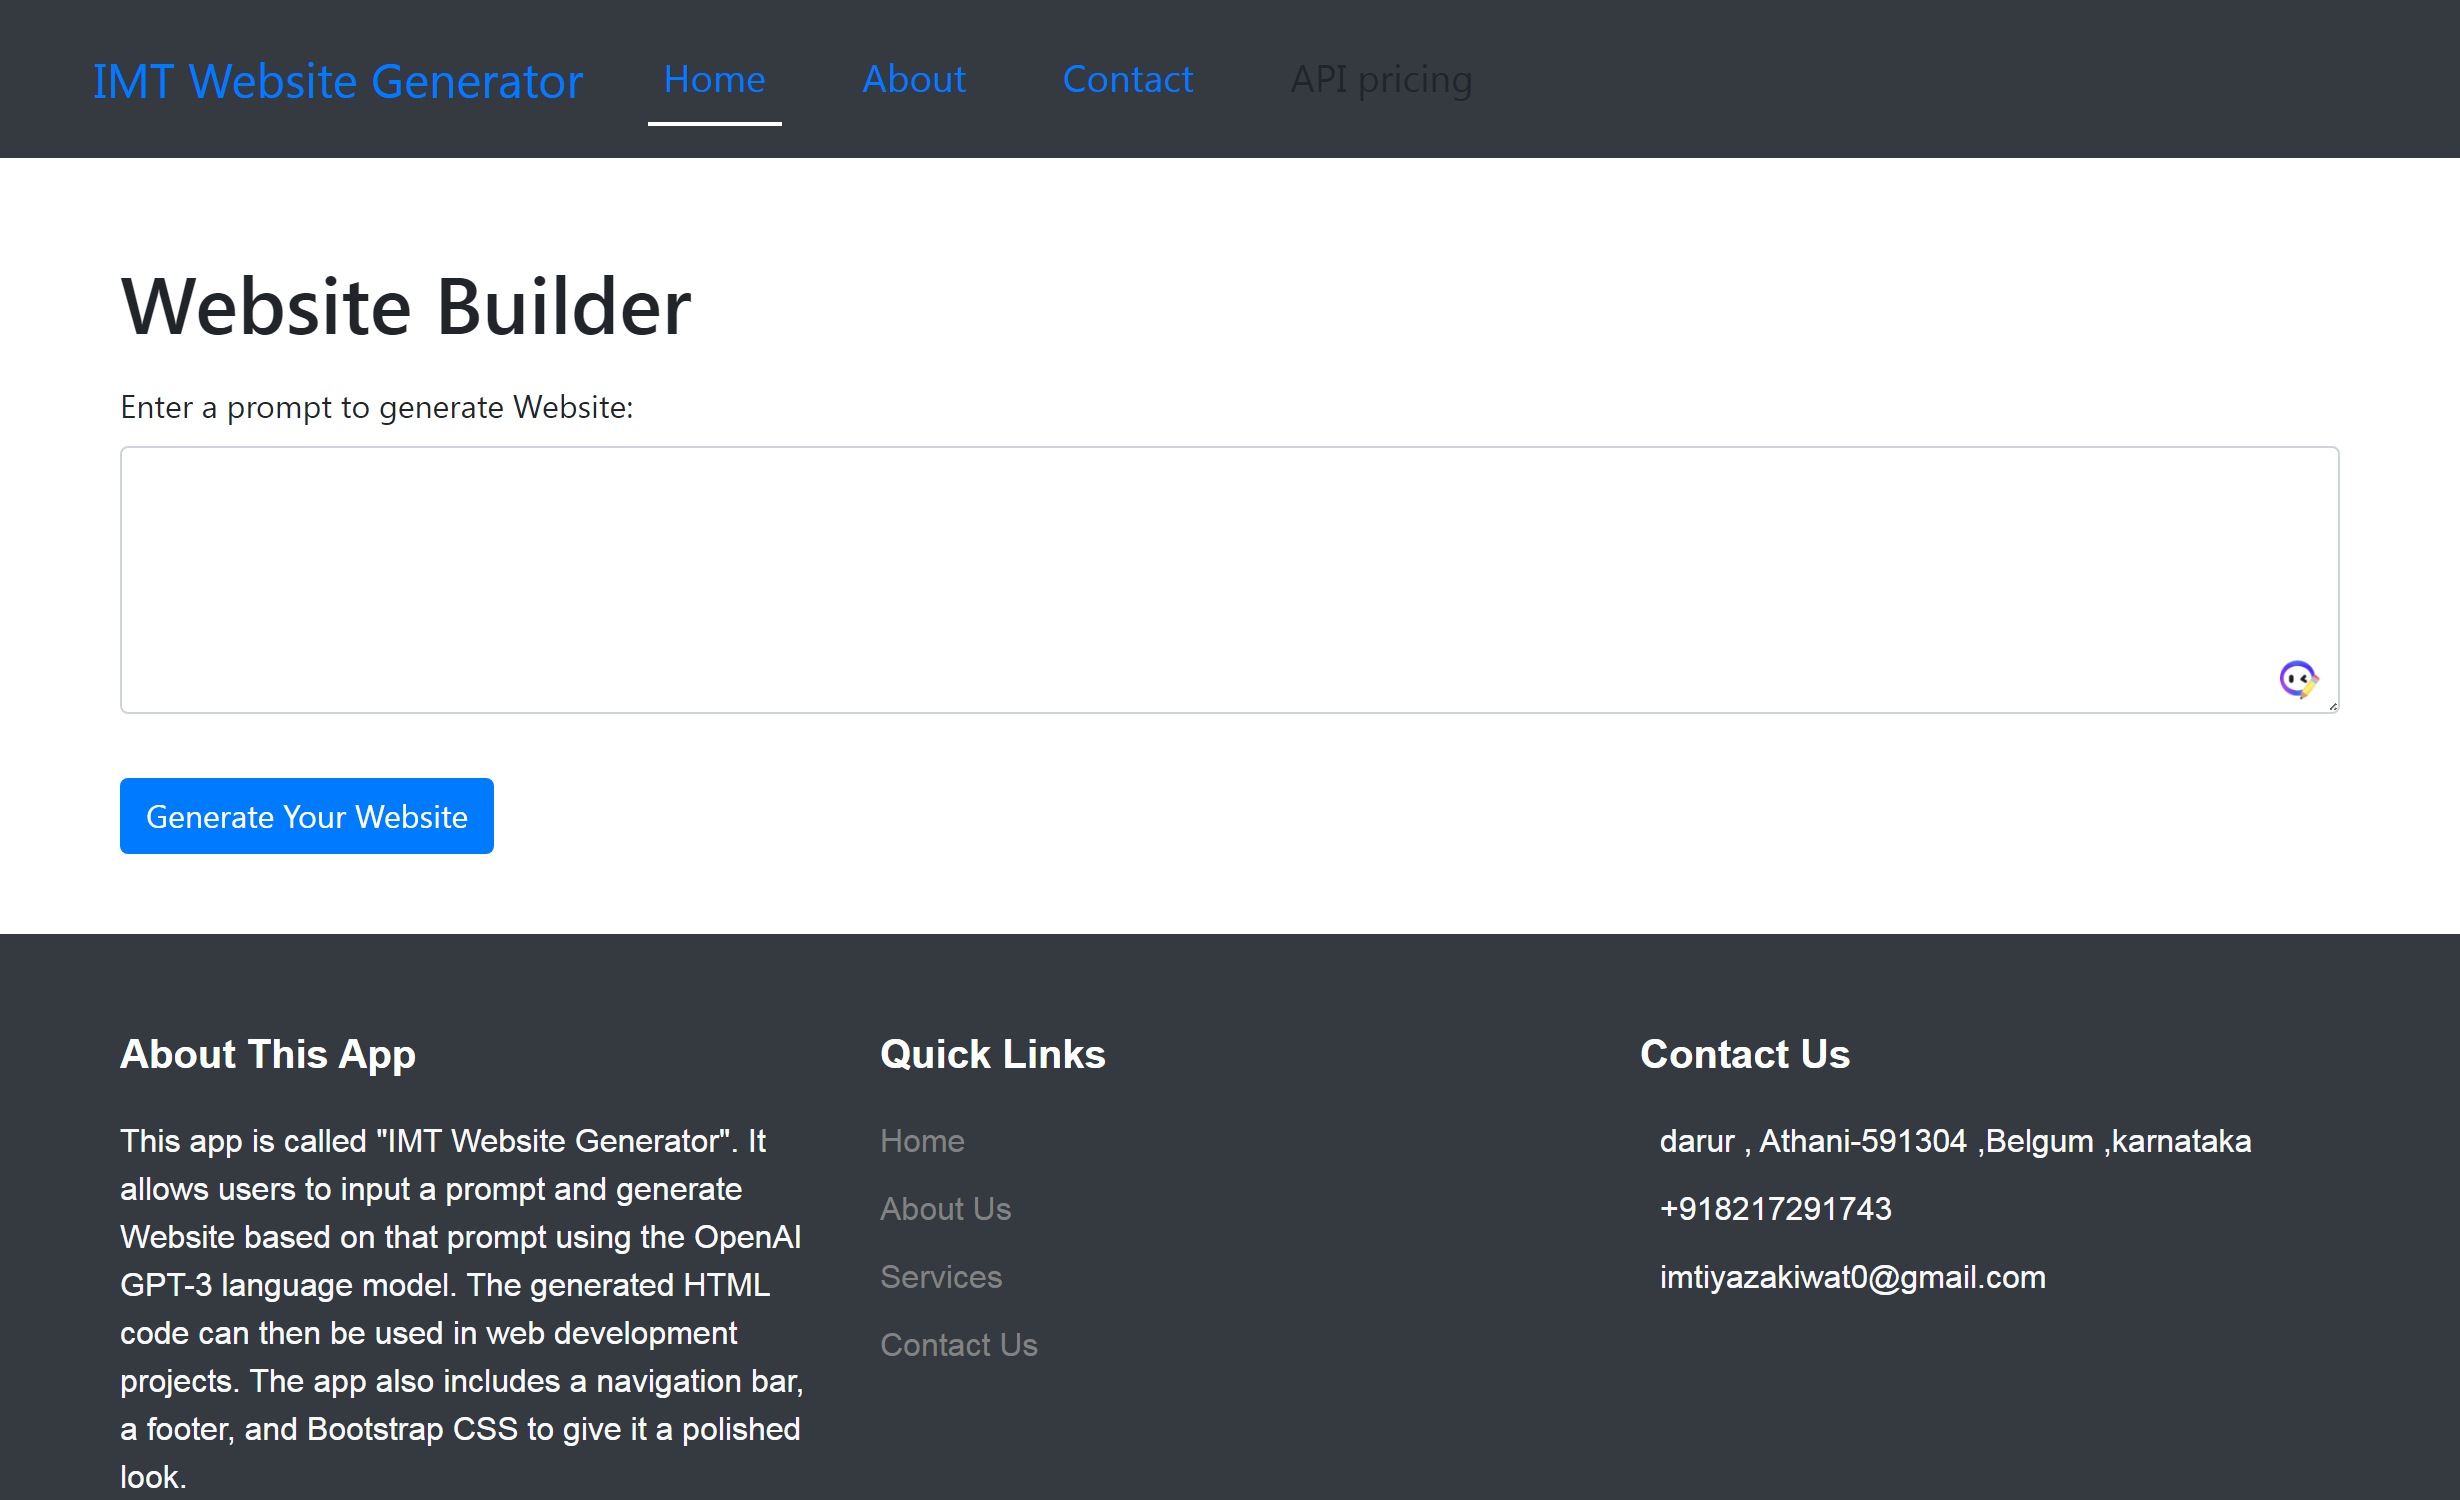 IMT Website Generator
Home
About
Contact
API pricing
Website Builder
Enter a prompt to generate Website:
Generate Your Website
About This App
This app is called "IMT Website Generator". It
allows users to input a prompt and generate
Website based on that prompt using the OpenAI
GPT-3 language model. The generated HTML
code can then be used in web development
projects. The app also includes a navigation bar,
a footer, and Bootstrap CSS to give it a polished
look.
Quick Links
Home
About Us
Services
Contact Us
Contact Us
darur , Athani-591304 ,Belgum ,karnataka
+918217291743
imtiyazakiwat0@gmail.com